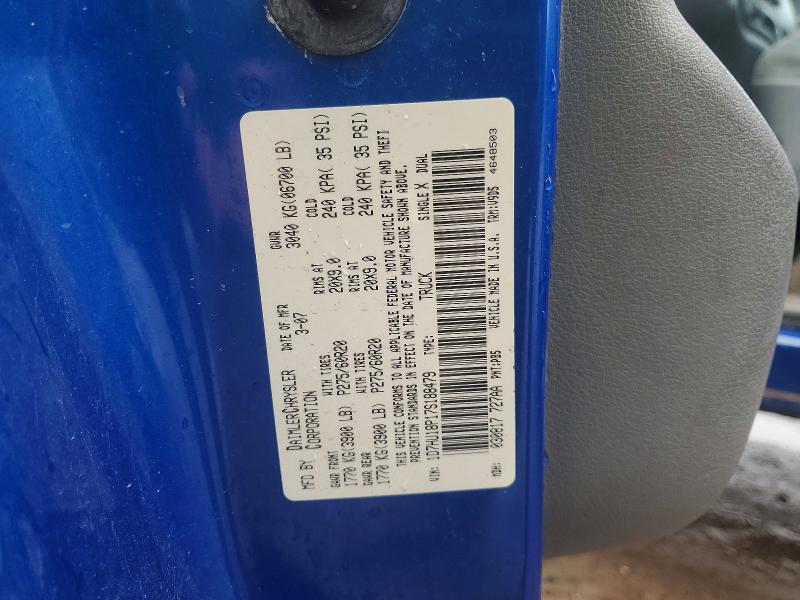 MFD BY DAIMLERCHRYSLER CORPORATION DATE OF MFR 3-07 GVWR 3040 KG(06700 LB)
GAWR FRONT WITH TIRES RIMS AT COLD
1770 KG(3900 LB) P275/60R20 20X9.0 240 KPA( 35 PSI)
GAWR REAR WITH TIRES RIMS AT COLD
1770 KG(3900 LB) P275/60R20 20X9.0 240 KPA( 35 PSI)
THIS VEHICLE CONFORMS TO ALL APPLICABLE FEDERAL MOTOR VEHICLE SAFETY AND THEFT
PREVENTION STANDARDS IN EFFECT ON THE DATE OF MANUFACTURE SHOWN ABOVE.
VIN: 1D7HU18P17S188479 TYPE: TRUCK SINGLE X DUAL
MDH: 030817 727AA PNT:PB5 VEHICLE MADE IN U.S.A. TRM:V9D5 4648503